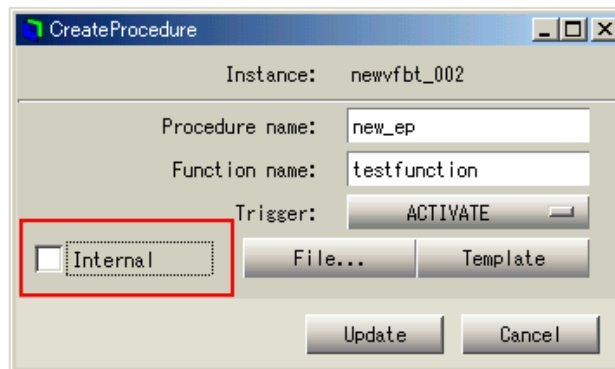 CreateProcedure
Instance: newvfbt_002
Procedure name: new_ep
Function name: testfunction
Trigger: ACTIVATE
Internal File... Template
Update Cancel